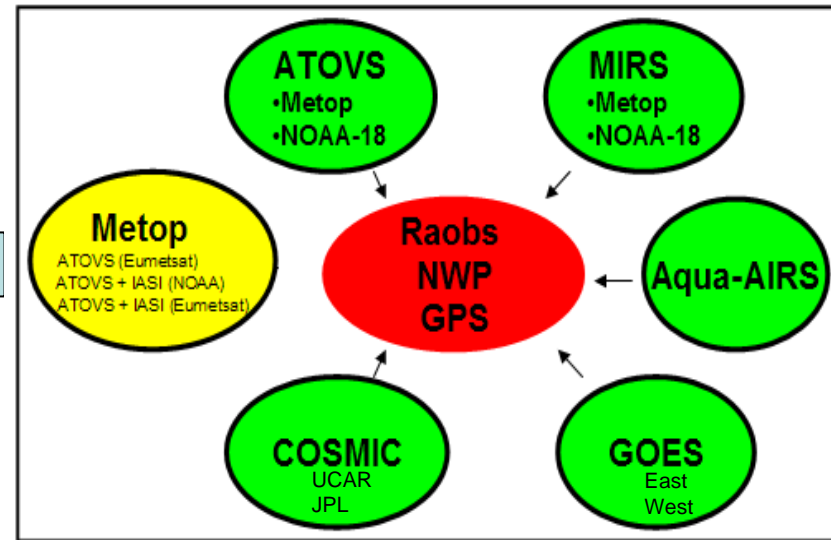 ATOVS
•Metop
•NOAA-18
MIRS
•Metop
•NOAA-18
Metop
ATOVS (Eumetsat)
ATOVS + IASI (NOAA)
ATOVS + IASI (Eumetsat)
Raobs
NWP
GPS
Aqua-AIRS
COSMIC
UCAR
JPL
GOES
East
West